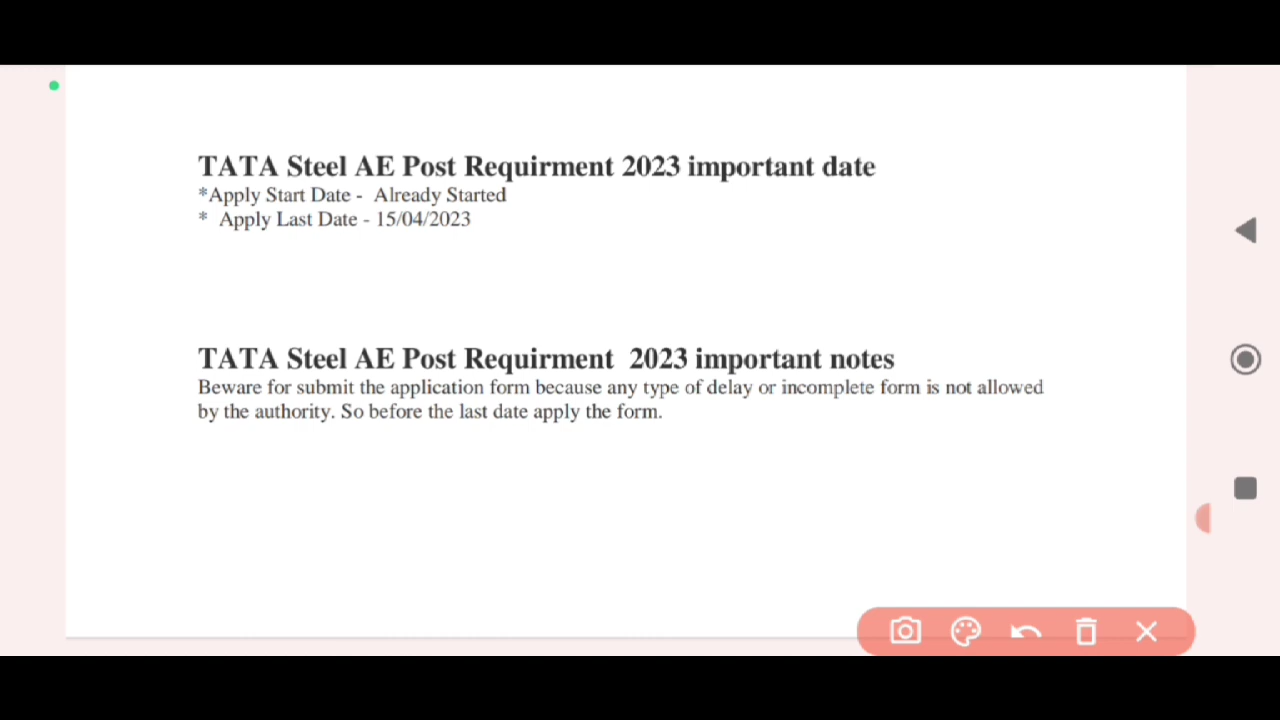 TATA Steel AE Post Requirment 2023 important date
*Apply Start Date - Already Started
* Apply Last Date - 15/04/2023
TATA Steel AE Post Requirment 2023 important notes
Beware for submit the application form because any type of delay or incomplete form is not allowed
by the authority. So before the last date apply the form.